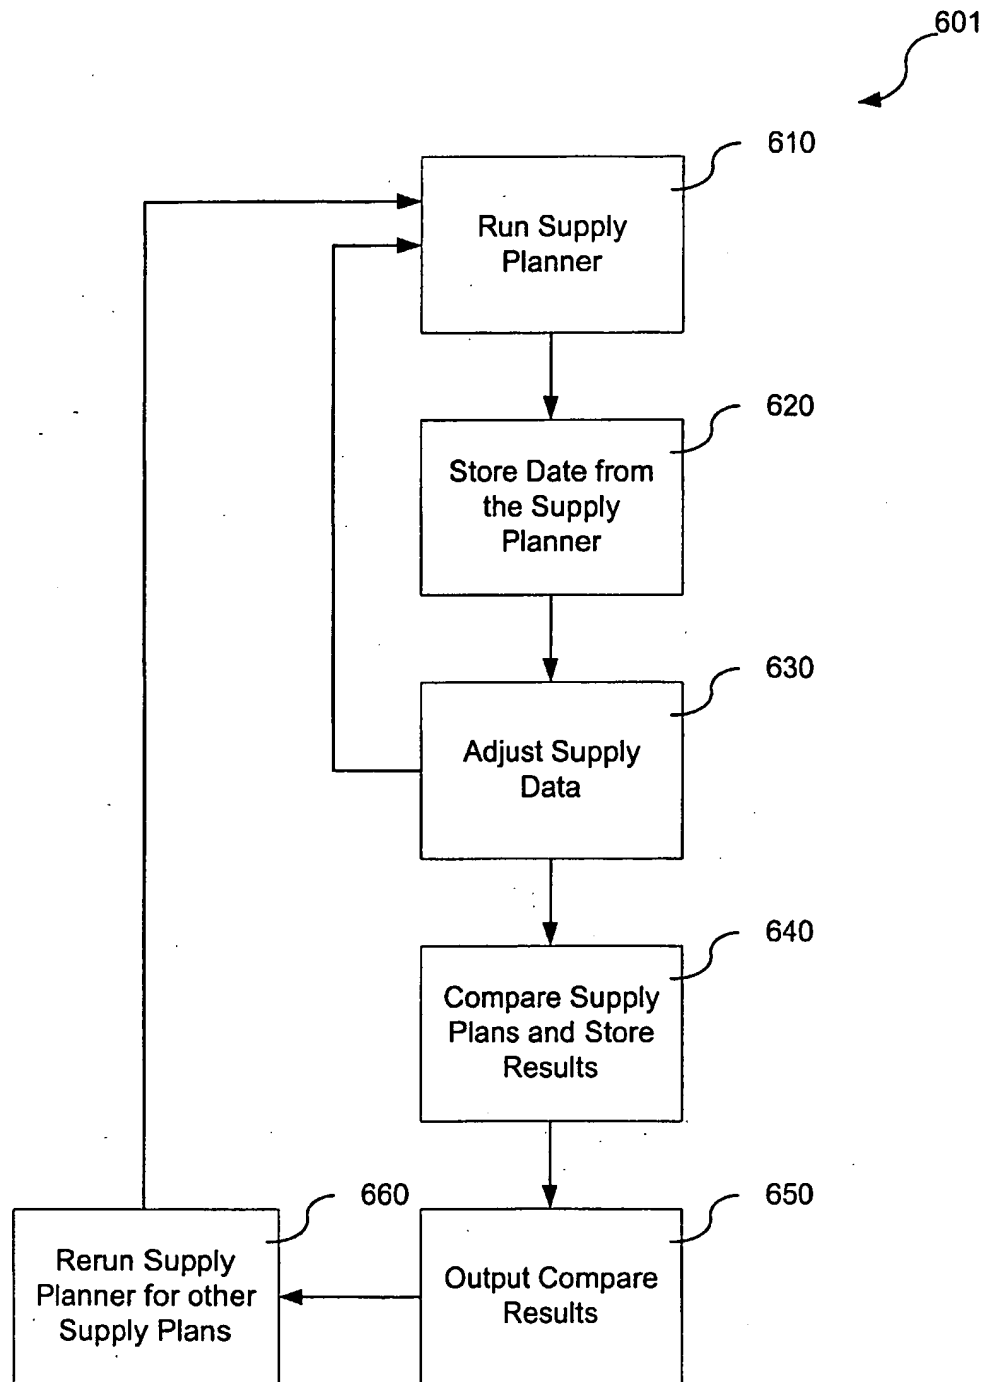 601
610
Run Supply
Planner
620
Store Date from
the Supply
Planner
630
Adjust Supply
Data
640
Compare Supply
Plans and Store
Results
650
Output Compare
Results
660
Rerun Supply
Planner for other
Supply Plans